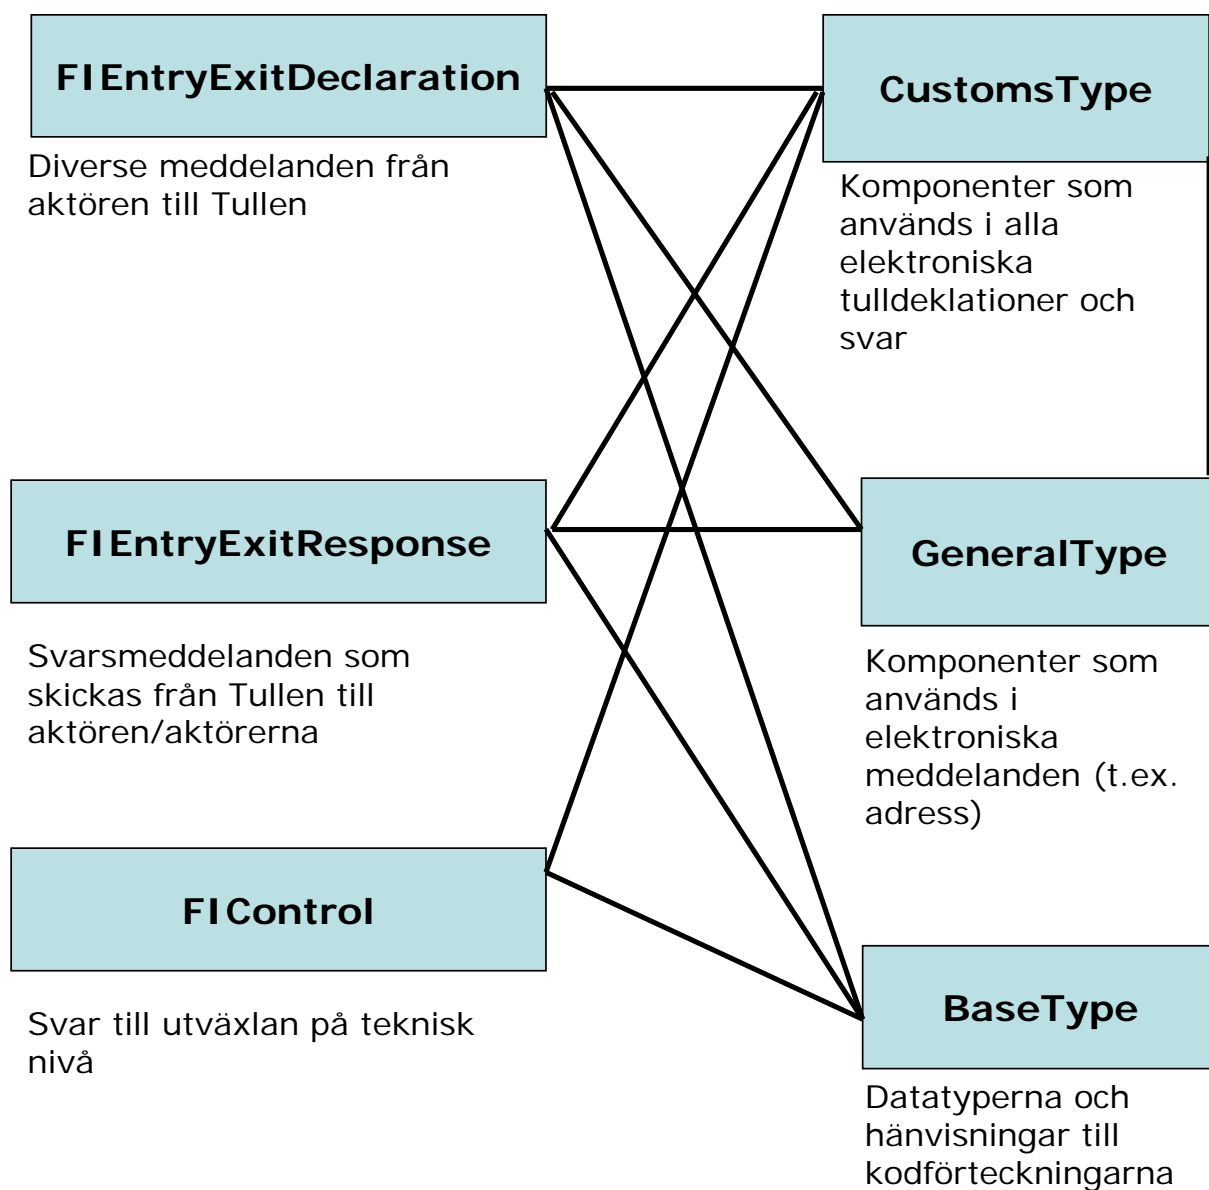 FIEntryExitDeclaration
Diverse meddelanden från
aktören till Tullen
CustomsType
Komponenter som
används i alla
elektroniska
tulldeklationer och
svar
FIEntryExitResponse
Svarsmeddelanden som
skickas från Tullen till
aktören/aktörerna
GeneralType
Komponenter som
används i
elektroniska
meddelanden (t.ex.
adress)
FIControl
Svar till utväxlan på teknisk
nivå
BaseType
Datatyperna och
hänvisningar till
kodförteckningarna